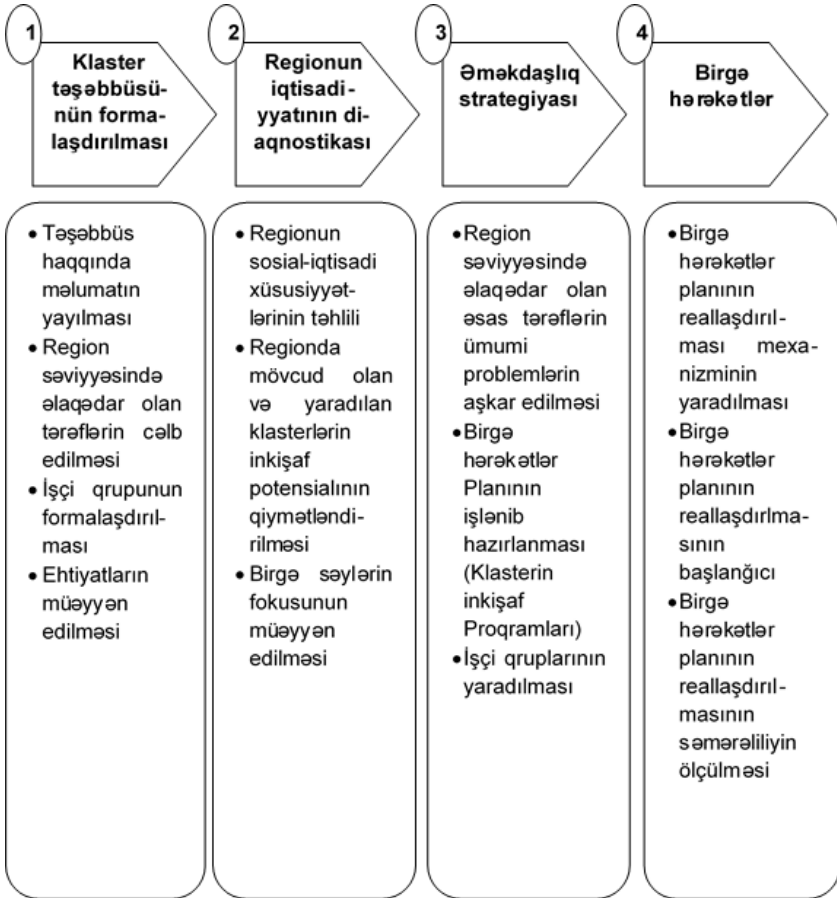 1
Klaster
təşəbbüsü-
nün forma-
laşdırılması
2
Regionun
iqtisadi-
yyatının di-
aqnostikası
3
Əməkdaşlıq
strategiyası
4
Birgə
hərəkətlər
• Təşəbbüs
haqqında
məlumatın
yayılması
• Region
səviyyəsində
əlaqədar olan
tərəflərin cəlb
edilməsi
• İşçi qrupunun
formalaşdırıl-
ması
• Ehtiyatların
müəyyən
edilməsi
• Regionun
sosial-iqtisadi
xüsusiyyət-
lərinin təhlili
• Regionda
mövcud olan
və yaradılan
klasterlərin
inkişaf
potensialının
qiymətləndi-
rilməsi
• Birgə səylərin
fokusunun
müəyyən
edilməsi
• Region
səviyyəsində
əlaqədar olan
əsas tərəflərin
ümumi
problemlərin
aşkar edilməsi
• Birgə
hərəkətlər
Planının
işlənib
hazırlanması
(Klasterin
inkişaf
Proqramları)
• İşçi qruplarının
yaradılması
• Birgə
hərəkətlər
planının
reallaşdırıl-
ması mexa-
nizminin
yaradılması
• Birgə
hərəkətlər
planının
reallaşdırlma-
sının
başlanğıcı
• Birgə
hərəkətlər
planının
reallaşdırıl-
masının
səmərəliliyin
ölçülməsi